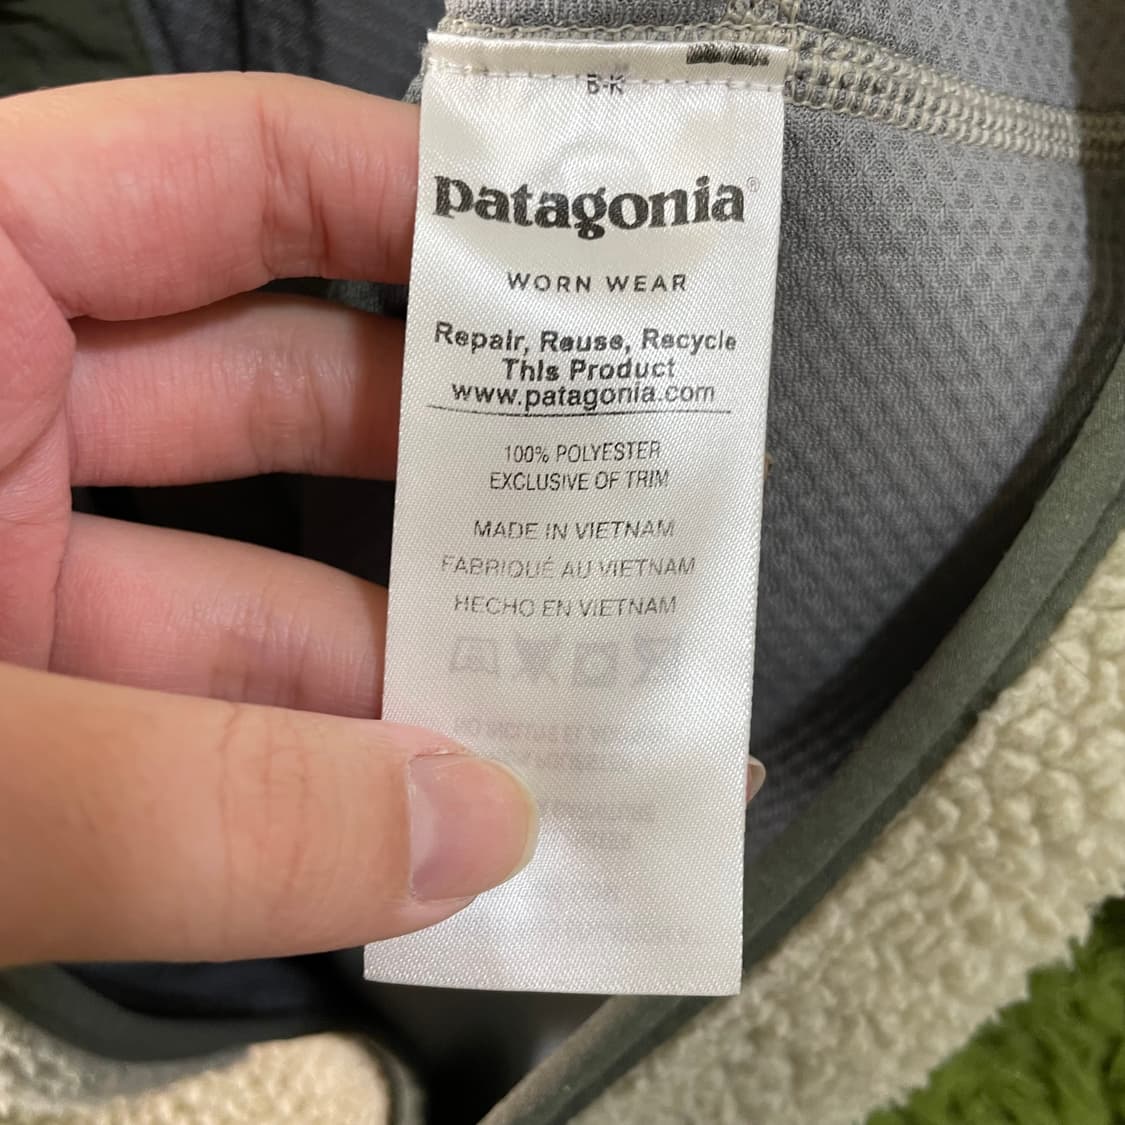 B-K
patagonia®
WORN WEAR
Repair, Reuse, Recycle
This Product
www.patagonia.com
100% POLYESTER
EXCLUSIVE OF TRIM
MADE IN VIETNAM
FABRIQUÉ AU VIETNAM
HECHO EN VIETNAM